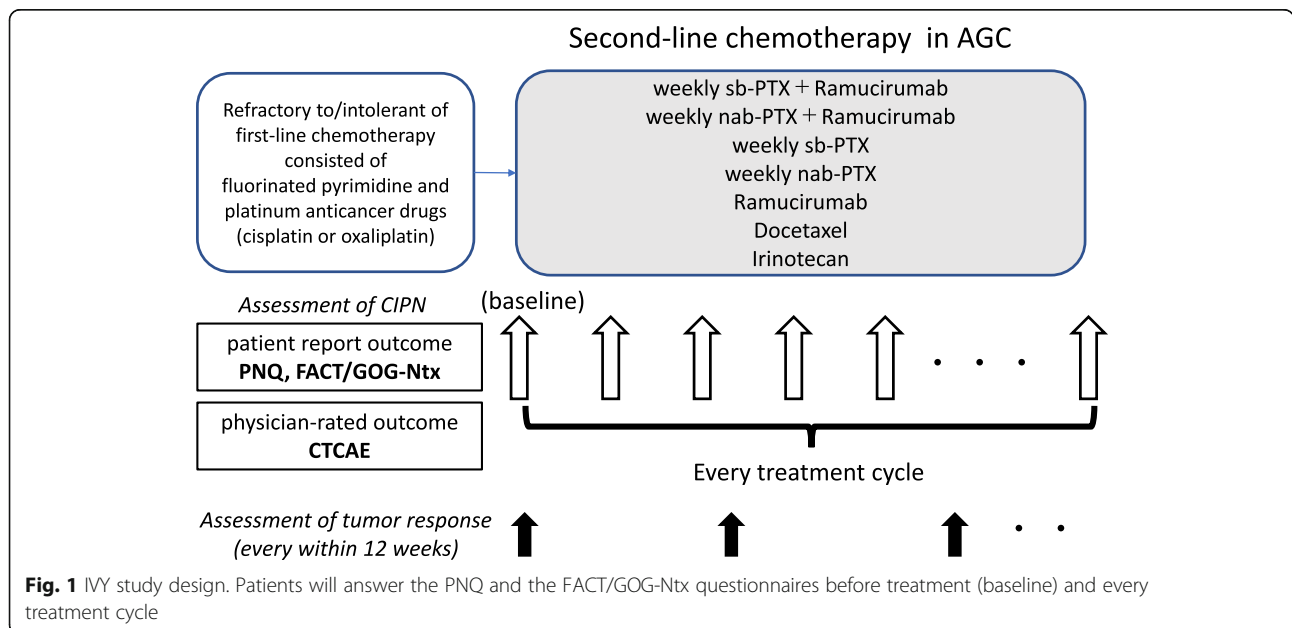 Second-line chemotherapy in AGC
Refractory to/intolerant of
first-line chemotherapy
consisted of
fluorinated pyrimidine and
platinum anticancer drugs
(cisplatin or oxaliplatin)
weekly sb-PTX + Ramucirumab
weekly nab-PTX + Ramucirumab
weekly sb-PTX
weekly nab-PTX
Ramucirumab
Docetaxel
Irinotecan
Assessment of CIPN
(baseline)
patient report outcome
PNQ, FACT/GOG-Ntx
physician-rated outcome
CTCAE
Every treatment cycle
Assessment of tumor response
(every within 12 weeks)
Fig. 1 IVY study design. Patients will answer the PNQ and the FACT/GOG-Ntx questionnaires before treatment (baseline) and every
treatment cycle